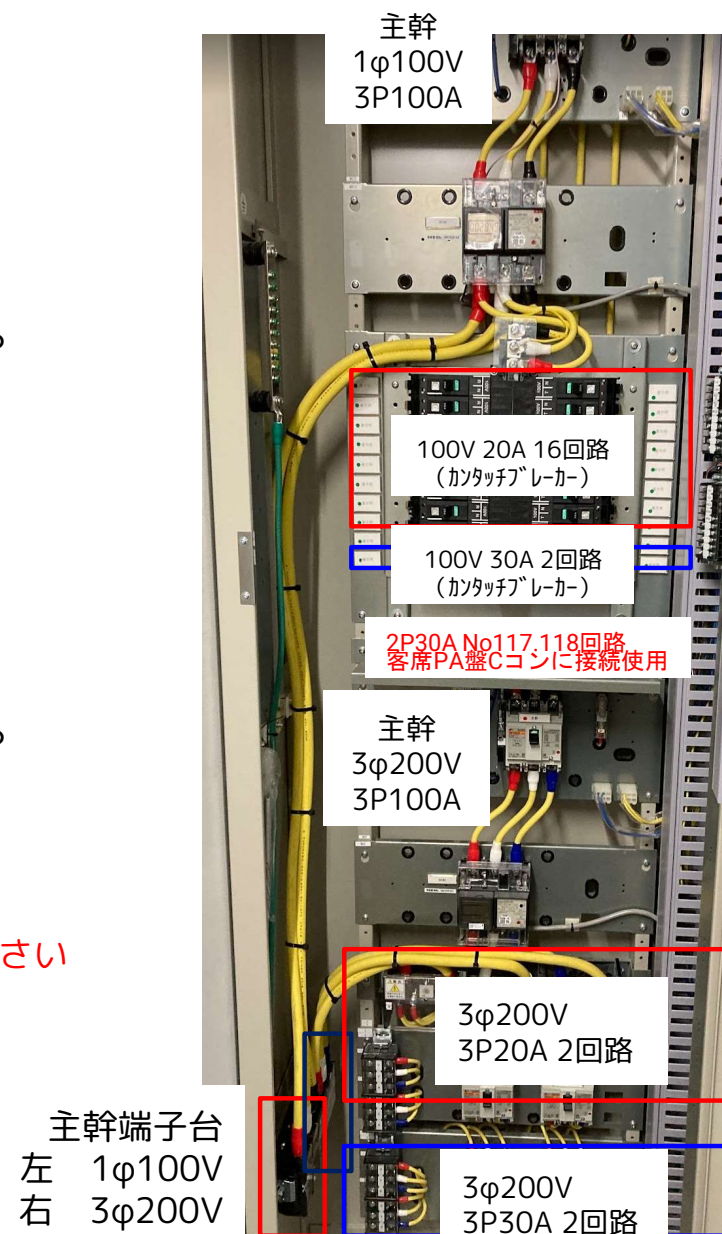 主幹
1φ100V
3P100A
。
100V 20A 16回路
（ｶﾝﾀｯﾁﾌﾞﾚｰｶｰ）
100V 30A 2回路
（ｶﾝﾀｯﾁﾌﾞﾚｰｶｰ）
2P30A No117.118回路
客席PA盤Cコンに接続使用
主幹
3φ200V
3P100A
。
さい
3φ200V
3P20A 2回路
主幹端子台
左　1φ100V
右　3φ200V
3φ200V
3P30A 2回路